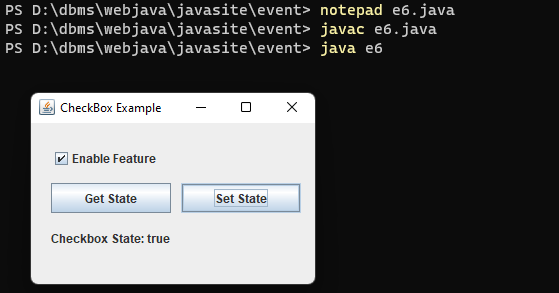 PS D:\dbms\webjava\javasite\event> notepad e6.java
PS D:\dbms\webjava\javasite\event> javac e6.java
PS D:\dbms\webjava\javasite\event> java e6
CheckBox Example
Enable Feature
Get State Set State
Checkbox State: true